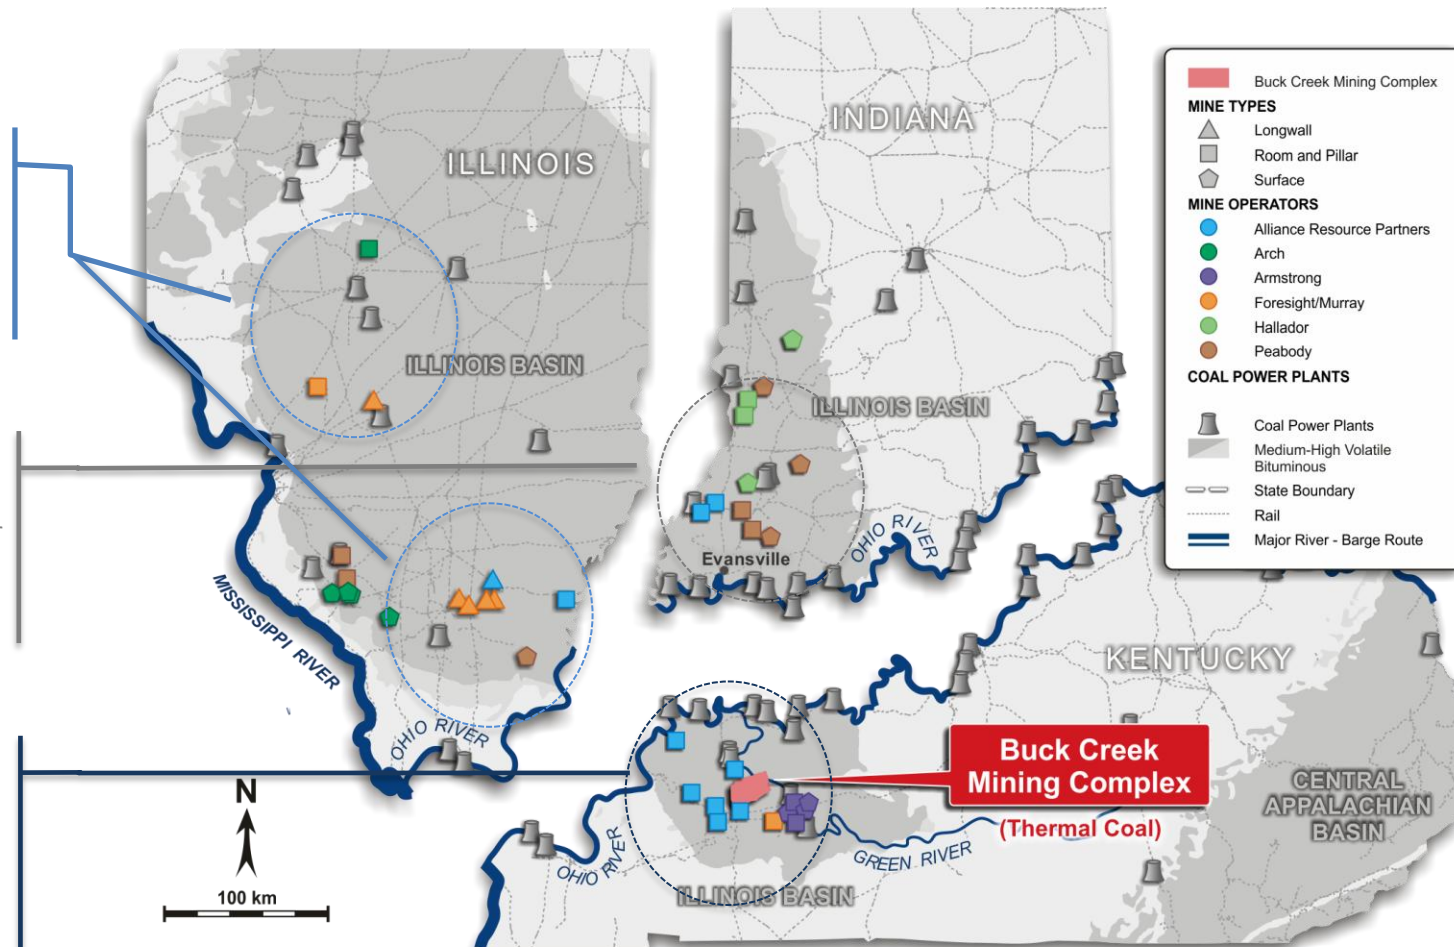 INDIANA
ILLINOIS
ILLINOIS BASIN
ILLINOIS BASIN
Evansville
OHIO RIVER
MISSISSIPPI RIVER
OHIO RIVER
KENTUCKY
Buck Creek
Mining Complex
(Thermal Coal)
CENTRAL
APPALACHIAN
BASIN
OHIO RIVER
GREEN RIVER
ILLINOIS BASIN
N
100 km
Buck Creek Mining Complex
MINE TYPES
Longwall
Room and Pillar
Surface
MINE OPERATORS
Alliance Resource Partners
Arch
Armstrong
Foresight/Murray
Hallador
Peabody
COAL POWER PLANTS
Coal Power Plants
Medium-High Volatile
Bituminous
State Boundary
Rail
Major River - Barge Route